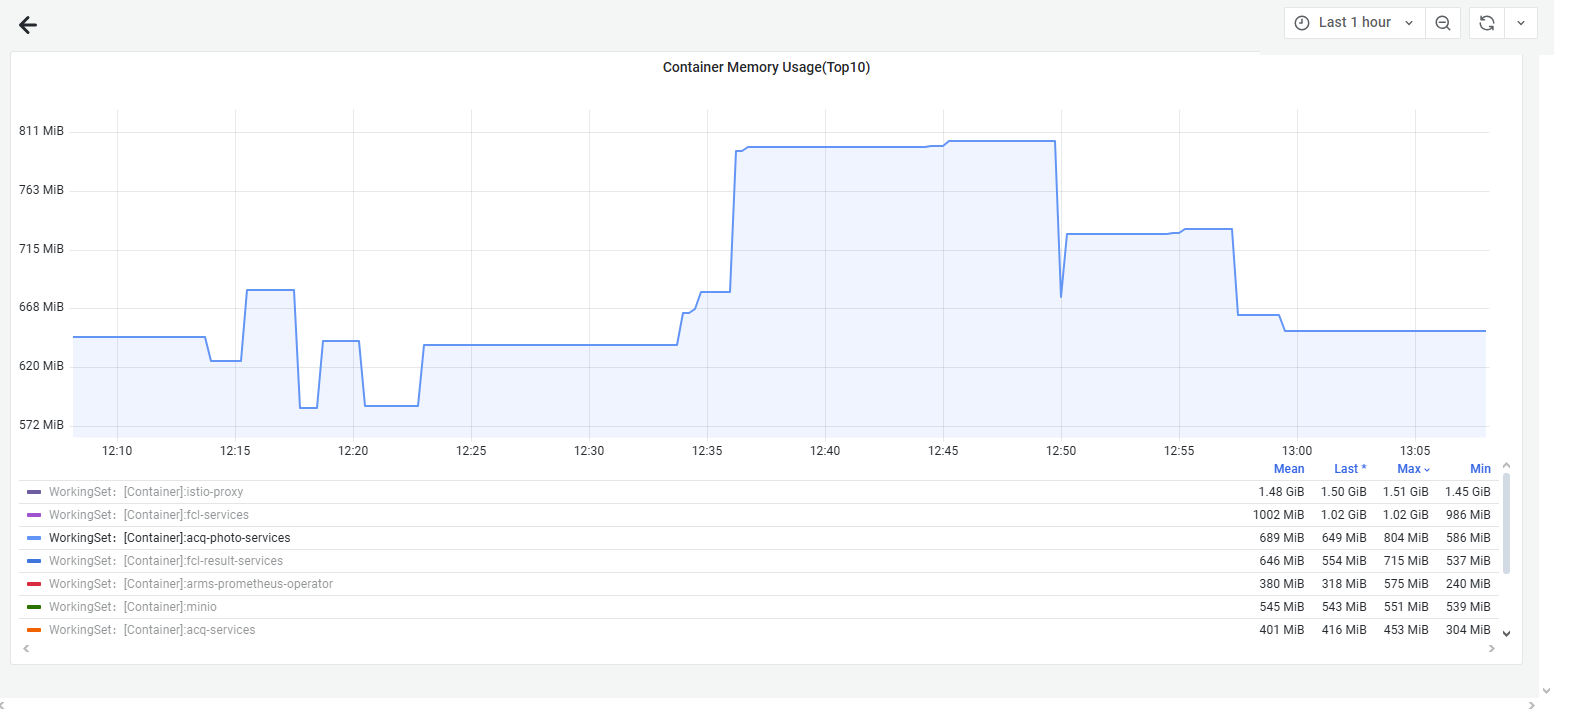 Last 1 hour
Container Memory Usage(Top10)
811 MiB
763 MiB
715 MiB
668 MiB
620 MiB
572 MiB
12:10 12:15 12:20 12:25 12:30 12:35 12:40 12:45 12:50 12:55 13:00 13:05
Mean Last * Max Min
WorkingSet: [Container]:istio-proxy 1.48 GiB 1.50 GiB 1.51 GiB 1.45 GiB
WorkingSet: [Container]:fcl-services 1002 MiB 1.02 GiB 1.02 GiB 986 MiB
WorkingSet: [Container]:acq-photo-services 689 MiB 649 MiB 804 MiB 586 MiB
WorkingSet: [Container]:fcl-result-services 646 MiB 554 MiB 715 MiB 537 MiB
WorkingSet: [Container]:arms-prometheus-operator 380 MiB 318 MiB 575 MiB 240 MiB
WorkingSet: [Container]:minio 545 MiB 543 MiB 551 MiB 539 MiB
WorkingSet: [Container]:acq-services 401 MiB 416 MiB 453 MiB 304 MiB